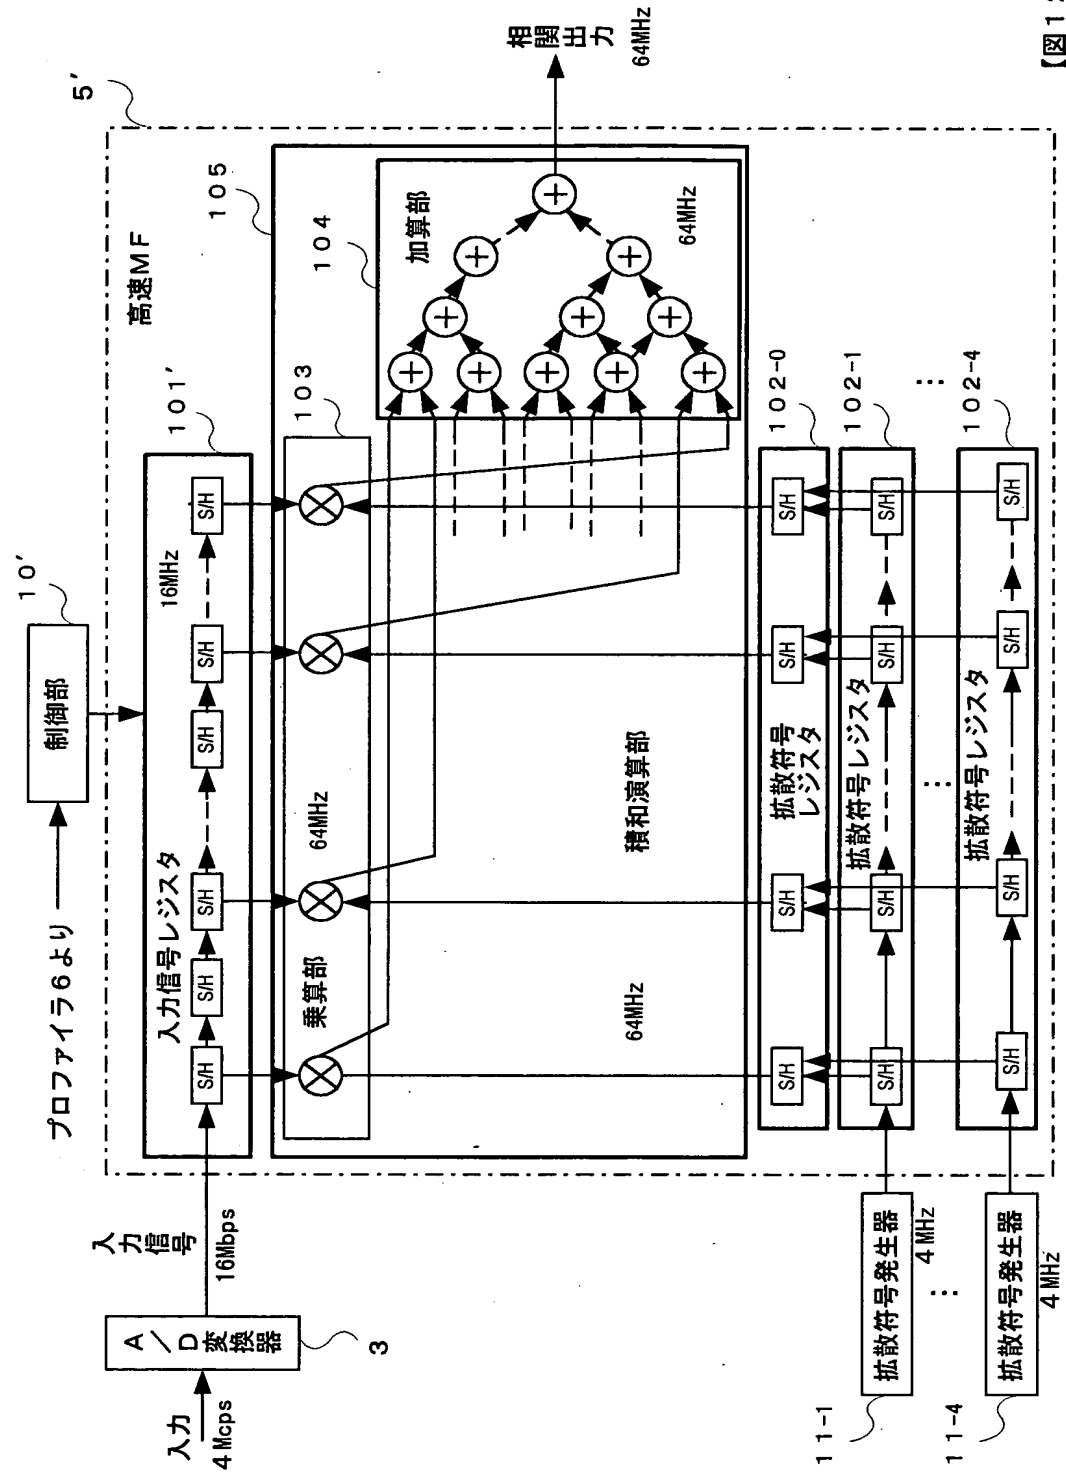 【図1
5′
高速MF
プロファイラ6より
制御部
10′
入力信号レジスタ
16MHz
101′
入力
4Mcps
A/D変換器
3
入力信号
16Mbps
乗算部
64MHz
103
105
加算部
104
64MHz
相関出力
64MHz
積和演算部
64MHz
拡散符号レジスタ
102-0
拡散符号レジスタ
102-1
⋮
拡散符号レジスタ
102-4
⋮
拡散符号発生器
4MHz
11-1
⋮
拡散符号発生器
4MHz
11-4
S/H S/H S/H S/H S/H S/H
S/H S/H S/H S/H
S/H S/H S/H S/H
S/H S/H S/H S/H